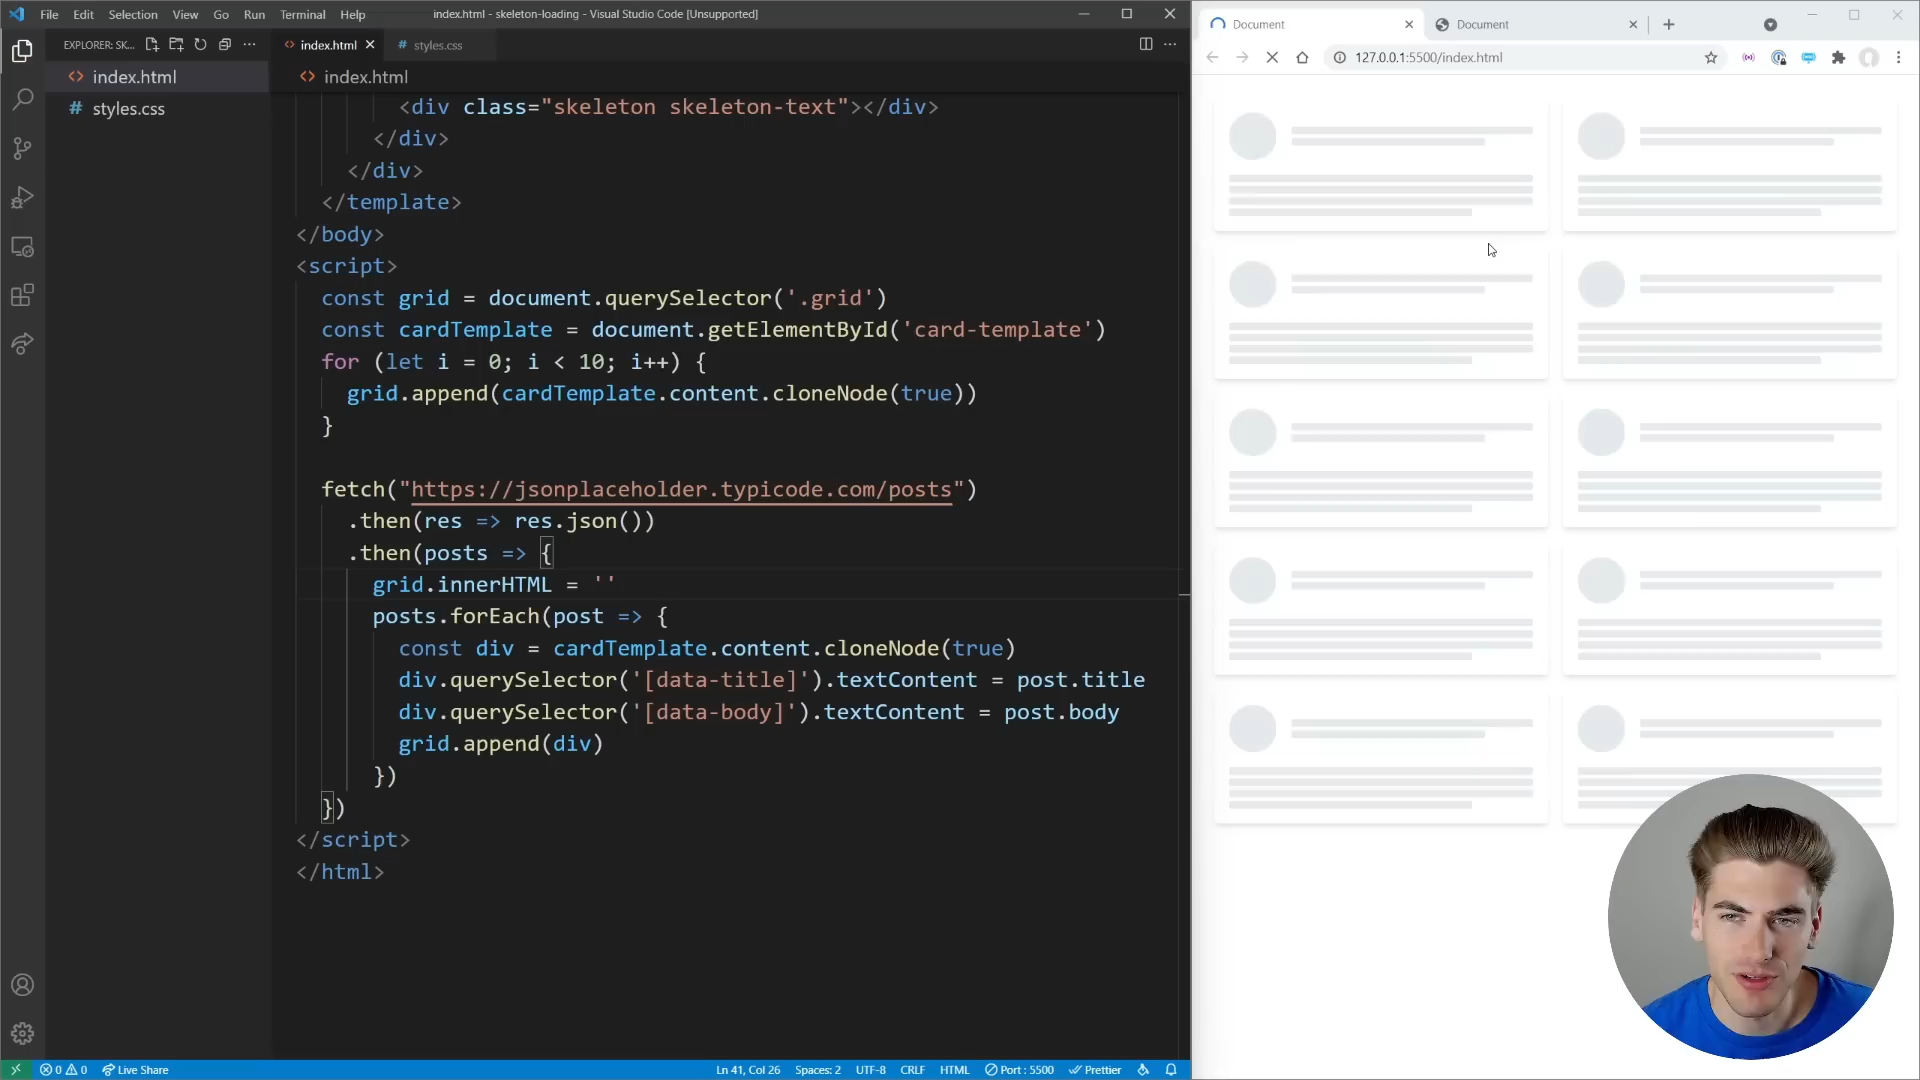 File Edit Selection View Go Run Terminal Help
index.html - skeleton-loading - Visual Studio Code [Unsupported]
EXPLORER: SK...
index.html
styles.css
index.html
# styles.css
index.html
<div class="skeleton skeleton-text"></div>
</div>
</div>
</template>
</body>
<script>
const grid = document.querySelector('.grid')
const cardTemplate = document.getElementById('card-template')
for (let i = 0; i < 10; i++) {
grid.append(cardTemplate.content.cloneNode(true))
}
fetch("https://jsonplaceholder.typicode.com/posts")
.then(res => res.json())
.then(posts => {
grid.innerHTML = ''
posts.forEach(post => {
const div = cardTemplate.content.cloneNode(true)
div.querySelector('[data-title]').textContent = post.title
div.querySelector('[data-body]').textContent = post.body
grid.append(div)
})
})
</script>
</html>
0 0 Live Share
Ln 41, Col 26 Spaces: 2 UTF-8 CRLF HTML Port : 5500 Prettier
Document
Document
127.0.0.1:5500/index.html